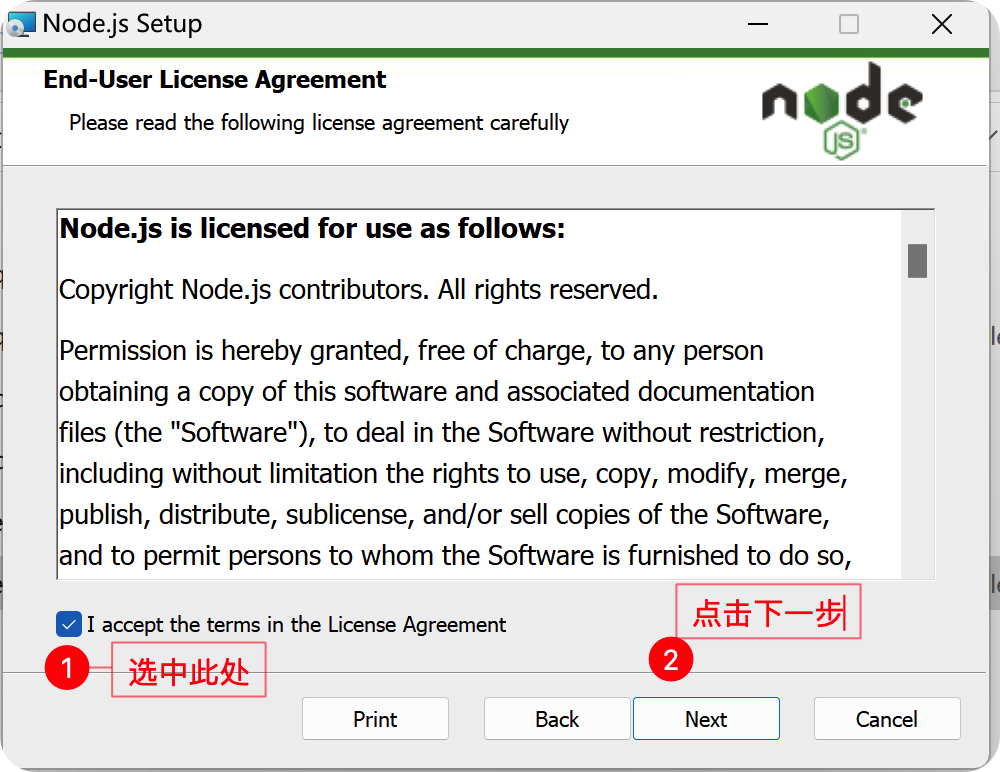 Node.js Setup
End-User License Agreement
Please read the following license agreement carefully
node
JS
Node.js is licensed for use as follows:
Copyright Node.js contributors. All rights reserved.
Permission is hereby granted, free of charge, to any person
obtaining a copy of this software and associated documentation
files (the "Software"), to deal in the Software without restriction,
including without limitation the rights to use, copy, modify, merge,
publish, distribute, sublicense, and/or sell copies of the Software,
and to permit persons to whom the Software is furnished to do so,
点击下一步
I accept the terms in the License Agreement
1 选中此处
2
Print Back Next Cancel